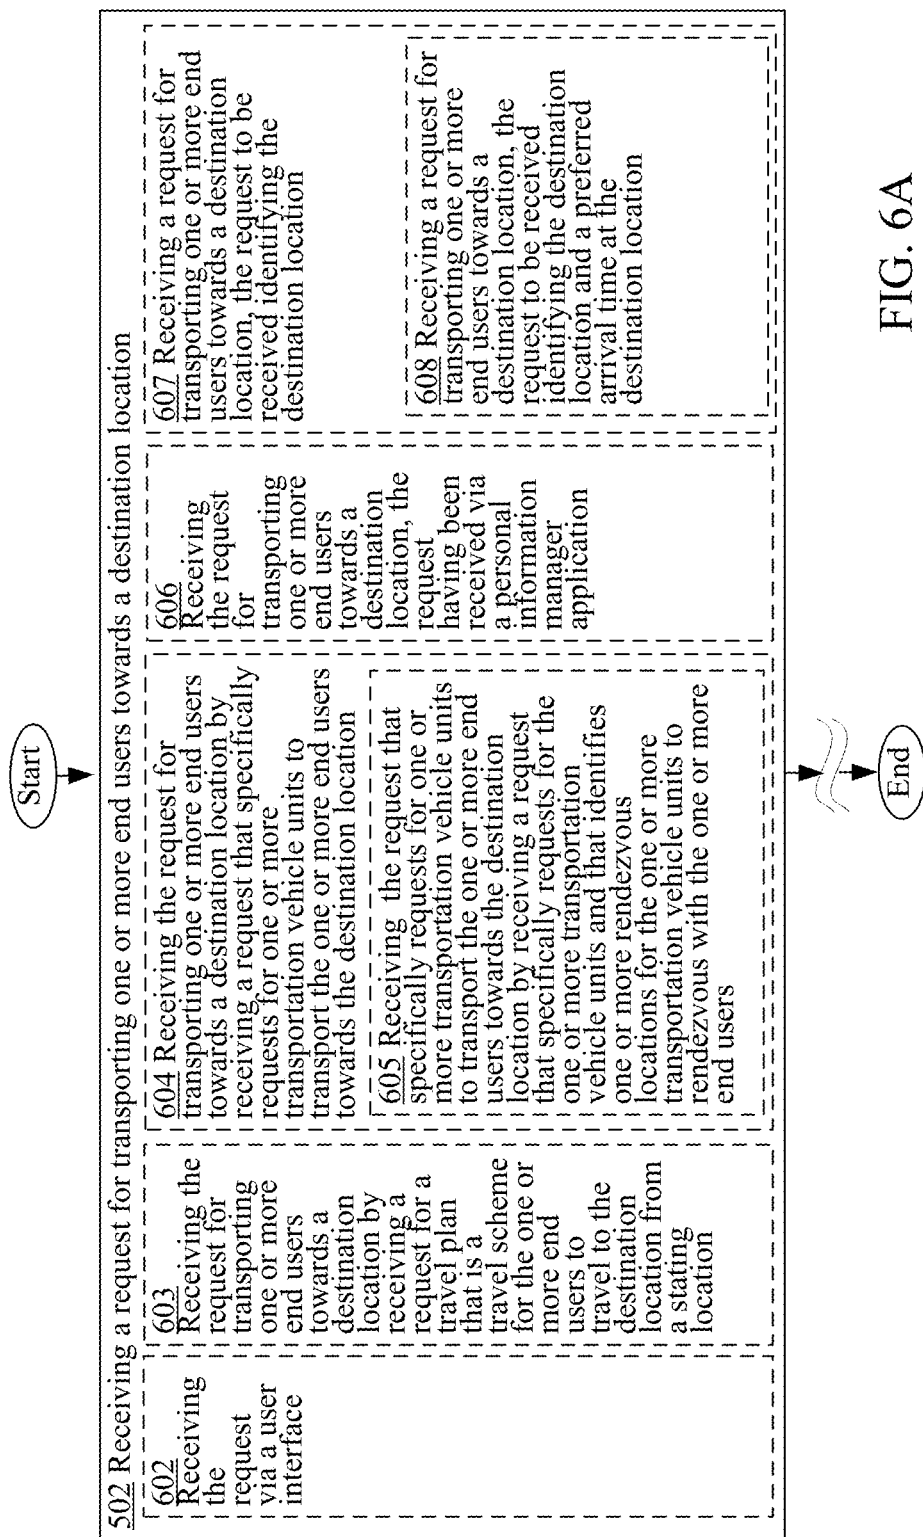 Start
502 Receiving a request for transporting one or more end users towards a destination location
602
Receiving
the
request
via a user
interface
603
Receiving the
request for
transporting
one or more
end users
towards a
destination
location by
receiving a
request for a
travel plan
that is a
travel scheme
for the one or
more end
users to
travel to the
destination
location from
a stating
location
604 Receiving the request for
transporting one or more end users
towards a destination location by
receiving a request that specifically
requests for one or more
transportation vehicle units to
transport the one or more end users
towards the destination location
605 Receiving the request that
specifically requests for one or
more transportation vehicle units
to transport the one or more end
users towards the destination
location by receiving a request
that specifically requests for the
one or more transportation
vehicle units and that identifies
one or more rendezvous
locations for the one or more
transportation vehicle units to
rendezvous with the one or more
end users
606
Receiving
the request
for
transporting
one or more
end users
towards a
destination
location, the
request
having been
received via
a personal
information
manager
application
607 Receiving a request for
transporting one or more end
users towards a destination
location, the request to be
received identifying the
destination location
608 Receiving a request for
transporting one or more
end users towards a
destination location, the
request to be received
identifying the destination
location and a preferred
arrival time at the
destination location
End
FIG. 6A